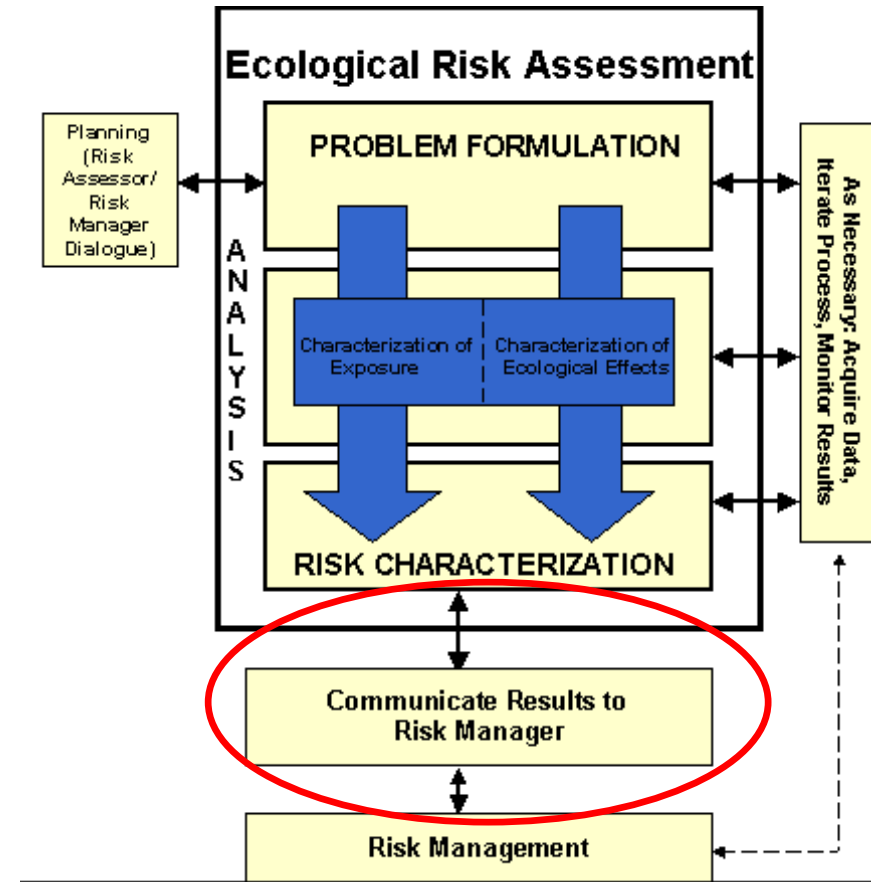 Ecological Risk Assessment
Planning
(Risk
Assessor/
Risk
Manager
Dialogue)
PROBLEM FORMULATION
As Necessary: Acquire Data,
Iterate Process, Monitor Results
ANALYSIS
Characterization of
Exposure
Characterization of
Ecological Effects
RISK CHARACTERIZATION
Communicate Results to
Risk Manager
Risk Management